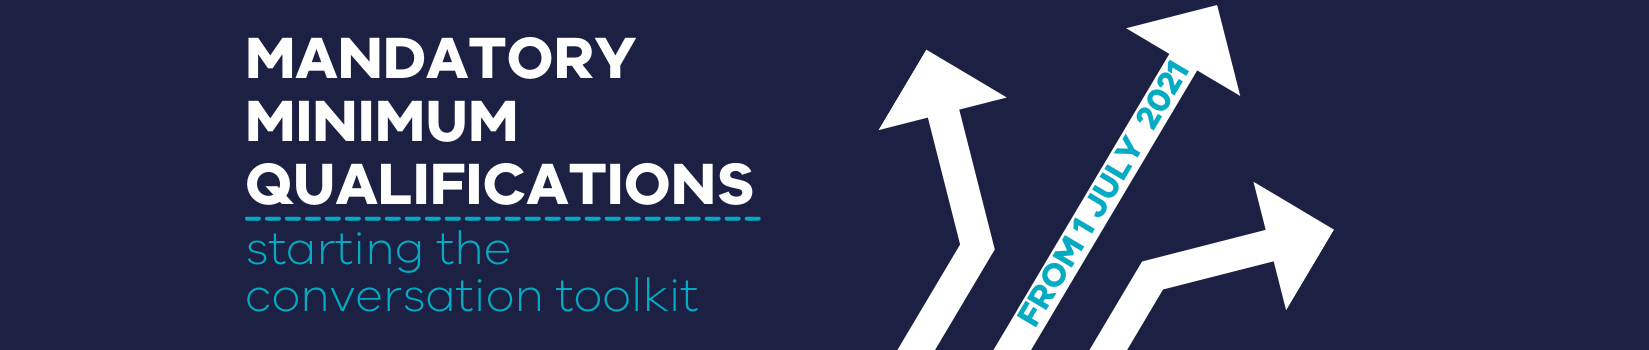 MANDATORY
MINIMUM
QUALIFICATIONS
starting the
conversation toolkit
FROM 1 JULY 2021